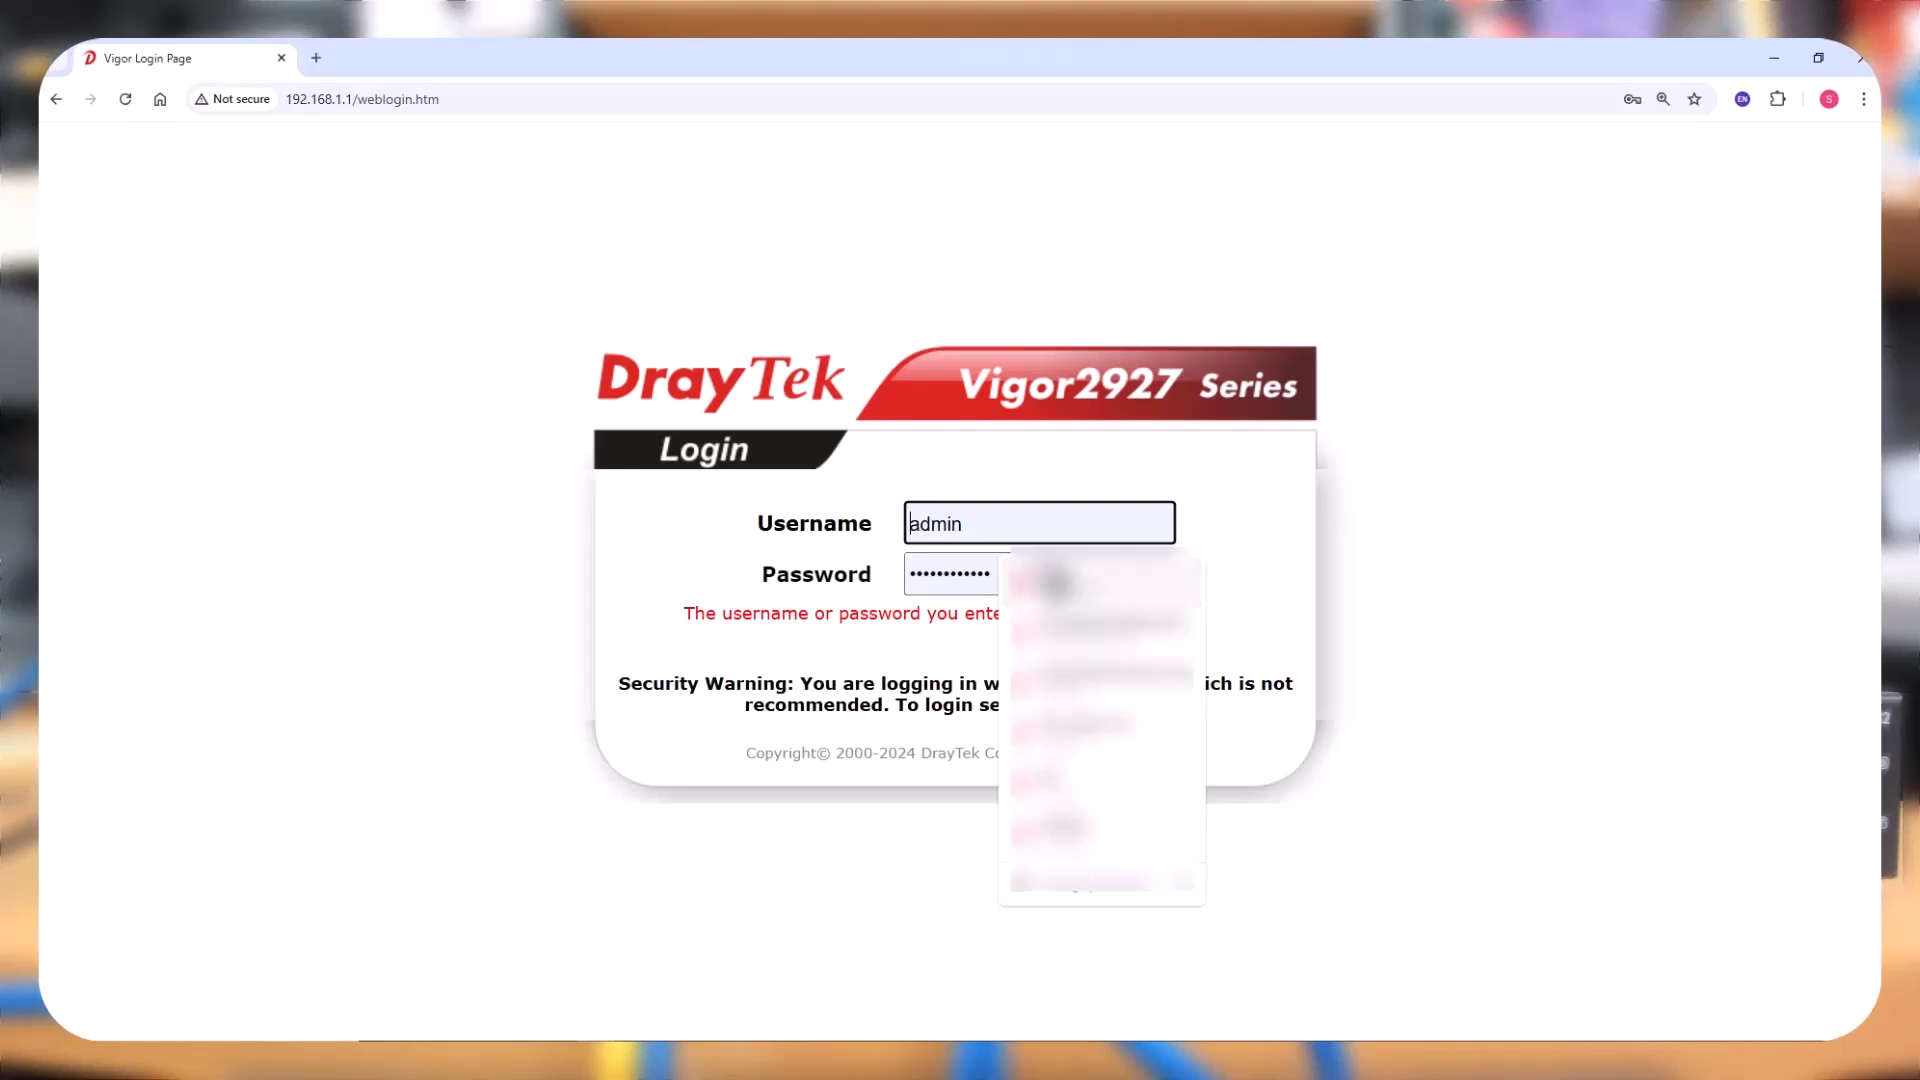 Vigor Login Page
Not secure 192.168.1.1/weblogin.htm
EN
S
DrayTek Vigor2927 Series
Login
Username admin
Password ••••••••••••
The username or password you ente
Security Warning: You are logging in w ich is not
recommended. To login se
Copyright© 2000-2024 DrayTek Co